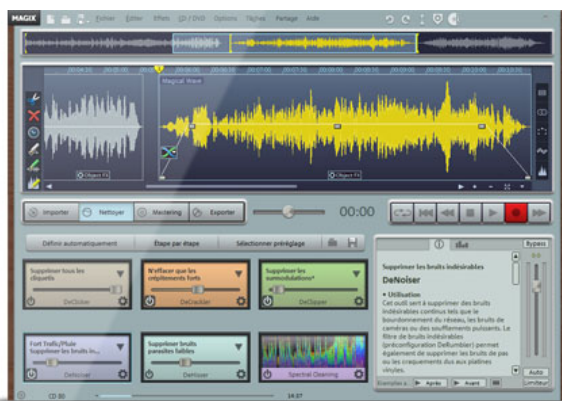 MAGIX
Fichier Éditer Effets CD / DVD Options Tâches Partage Aide
Magical Wave
Object FX
Object FX
Importer Nettoyer Mastering Exporter
00:00
Définir automatiquement Étape par étape Sélectionner préréglage
Bypass
Supprimer tous les
cliquetis
DeClicker
N'effacer que les
crépitements forts
DeCrackler
Supprimer les
surmodulations*
DeClipper
Fort Trafic/Pluie
Supprimer les bruits in...
DeNoiser
Supprimer bruits
parasites faibles
DeHisser
Spectral Cleaning
Supprimer les bruits indésirables
DeNoiser
• Utilisation
Cet outil sert à supprimer des bruits
indésirables continus tels que le
bourdonnement du réseau, les bruits de
caméras ou des soufflements puissants. Le
filtre de bruits indésirables
(préconfiguration DeRumbler) permet
également de supprimer les bruits de pas
ou les craquements dus aux platines
vinyles.
Après Avant
Auto
Limiteur
14:37